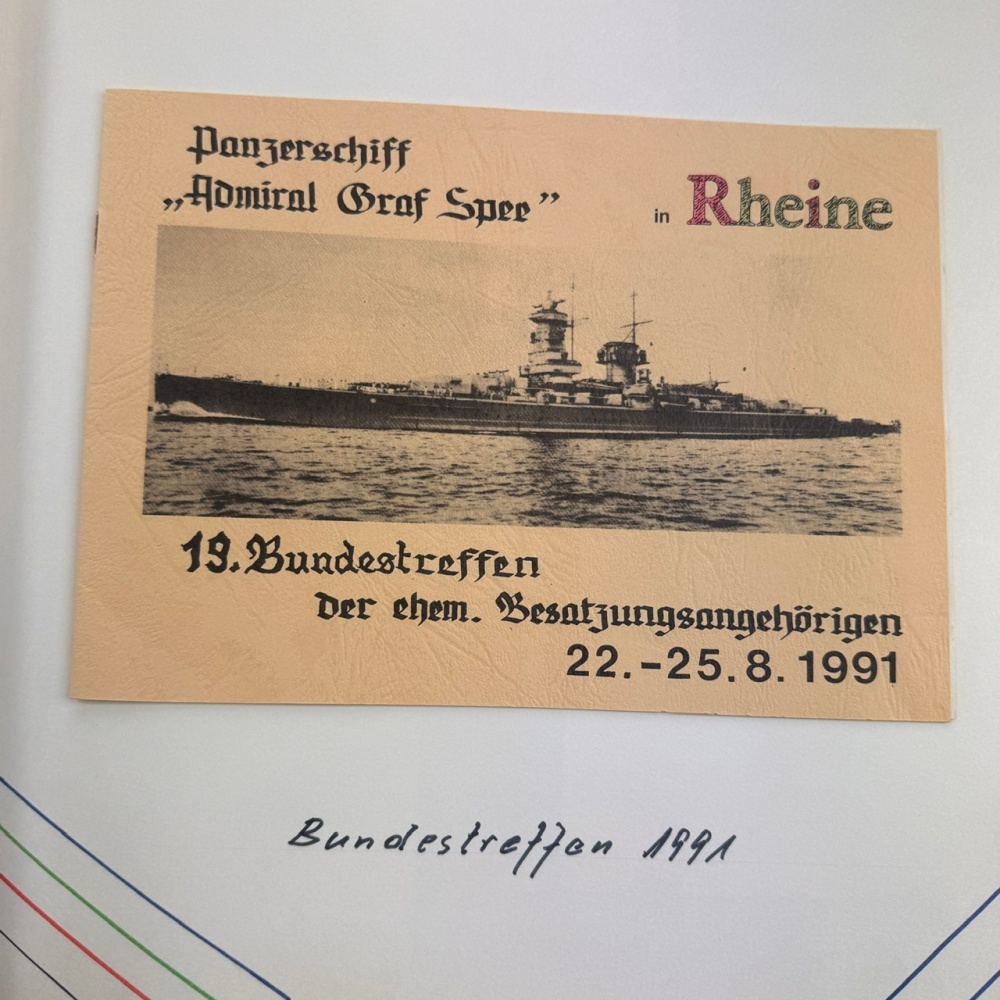 Panzerschiff
„Admiral Graf Spee”
in Rheine
19. Bundestreffen
der ehem. Besatzungsangehörigen
22.-25.8.1991
Bundestreffen 1991